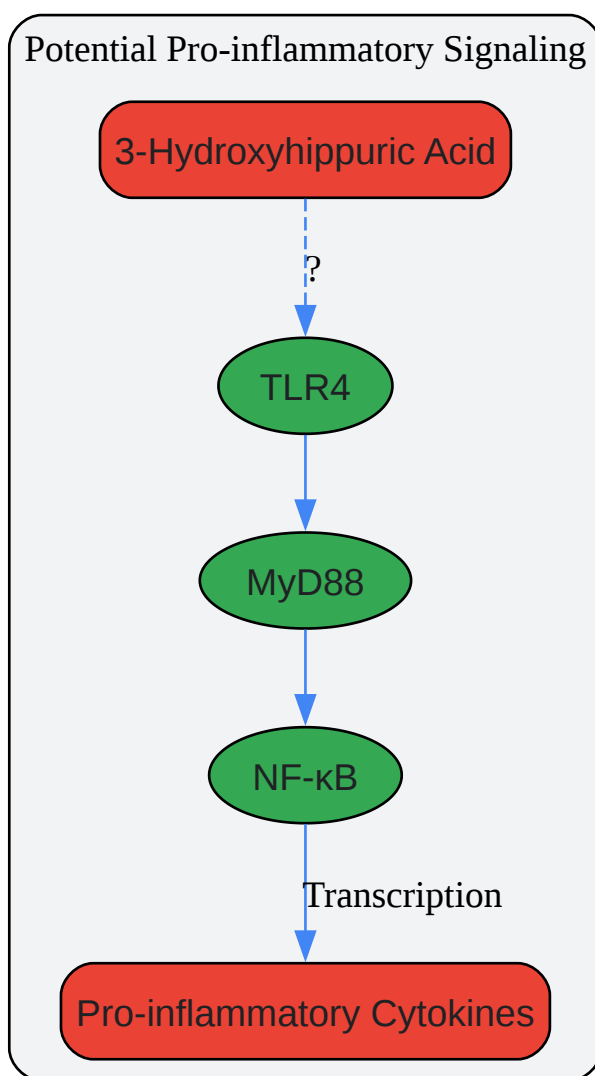 Potential Pro-inflammatory Signaling
3-Hydroxyhippuric Acid
?
TLR4
MyD88
NF-κB
Transcription
Pro-inflammatory Cytokines